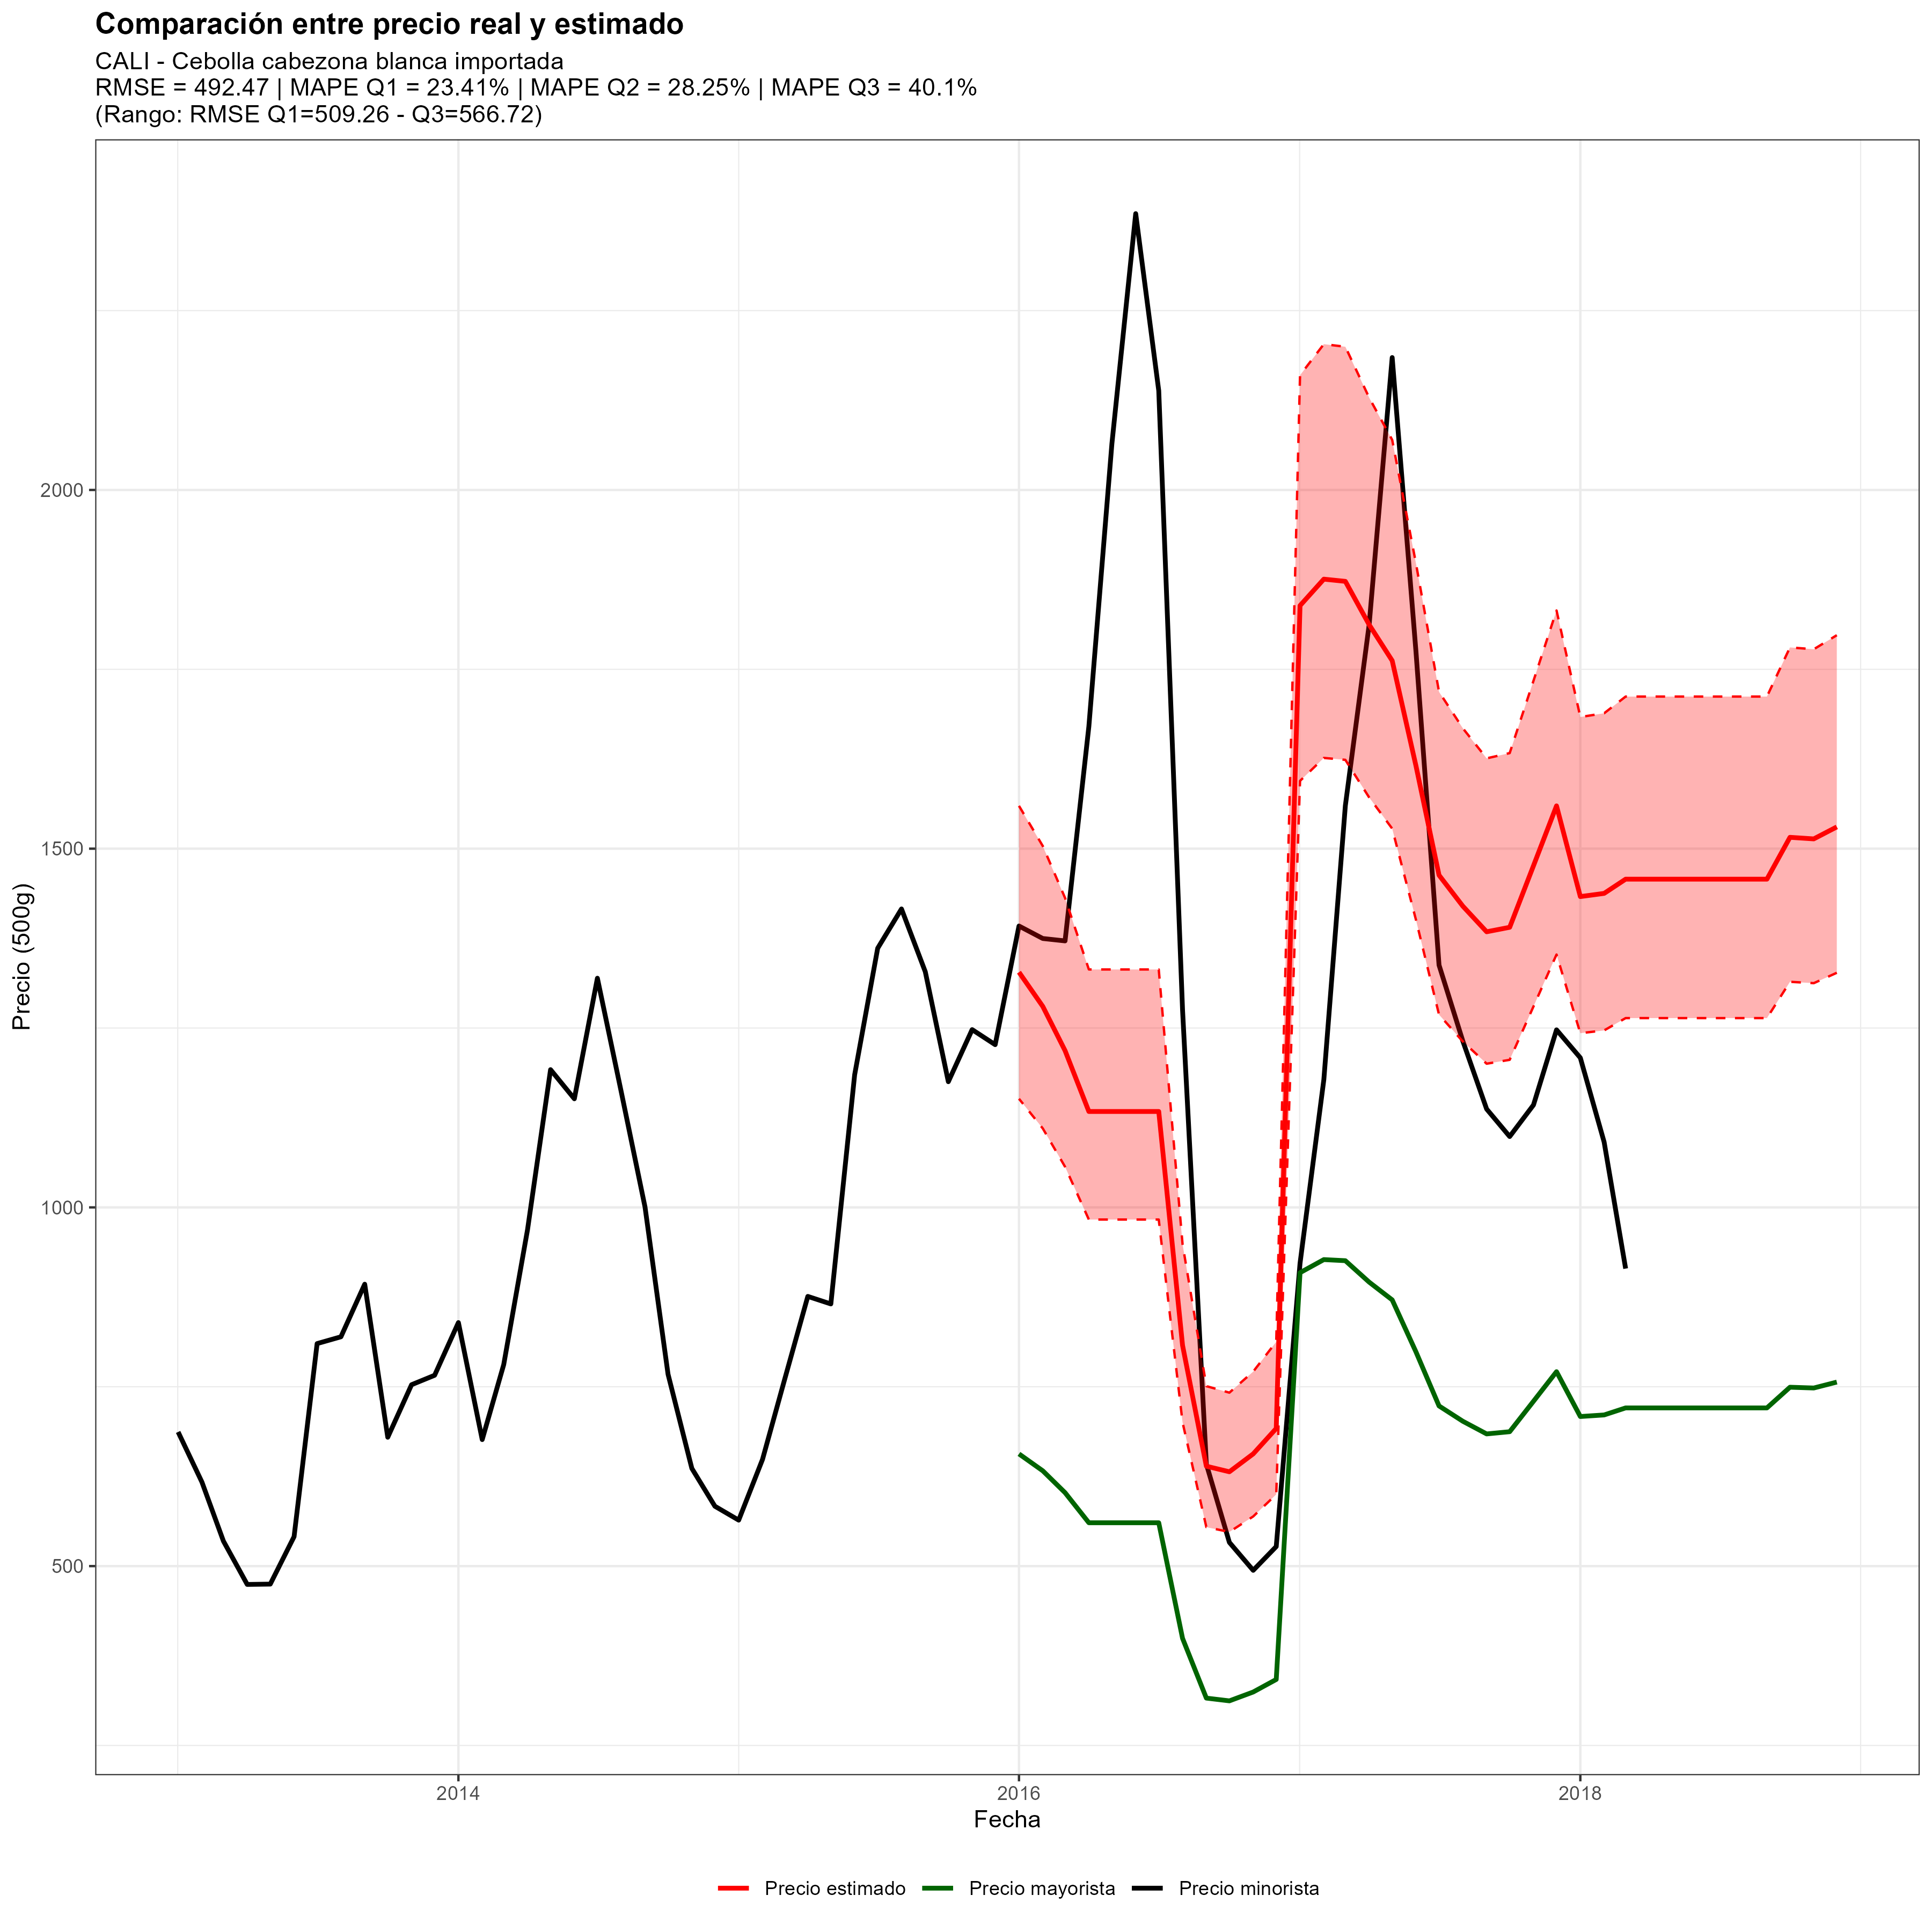 Comparación entre precio real y estimado
CALI - Cebolla cabezona blanca importada
RMSE = 492.47 | MAPE Q1 = 23.41% | MAPE Q2 = 28.25% | MAPE Q3 = 40.1%
(Rango: RMSE Q1=509.26 - Q3=566.72)
Precio (500g)
2000
1500
1000
500
2014
2016
2018
Fecha
Precio estimado
Precio mayorista
Precio minorista